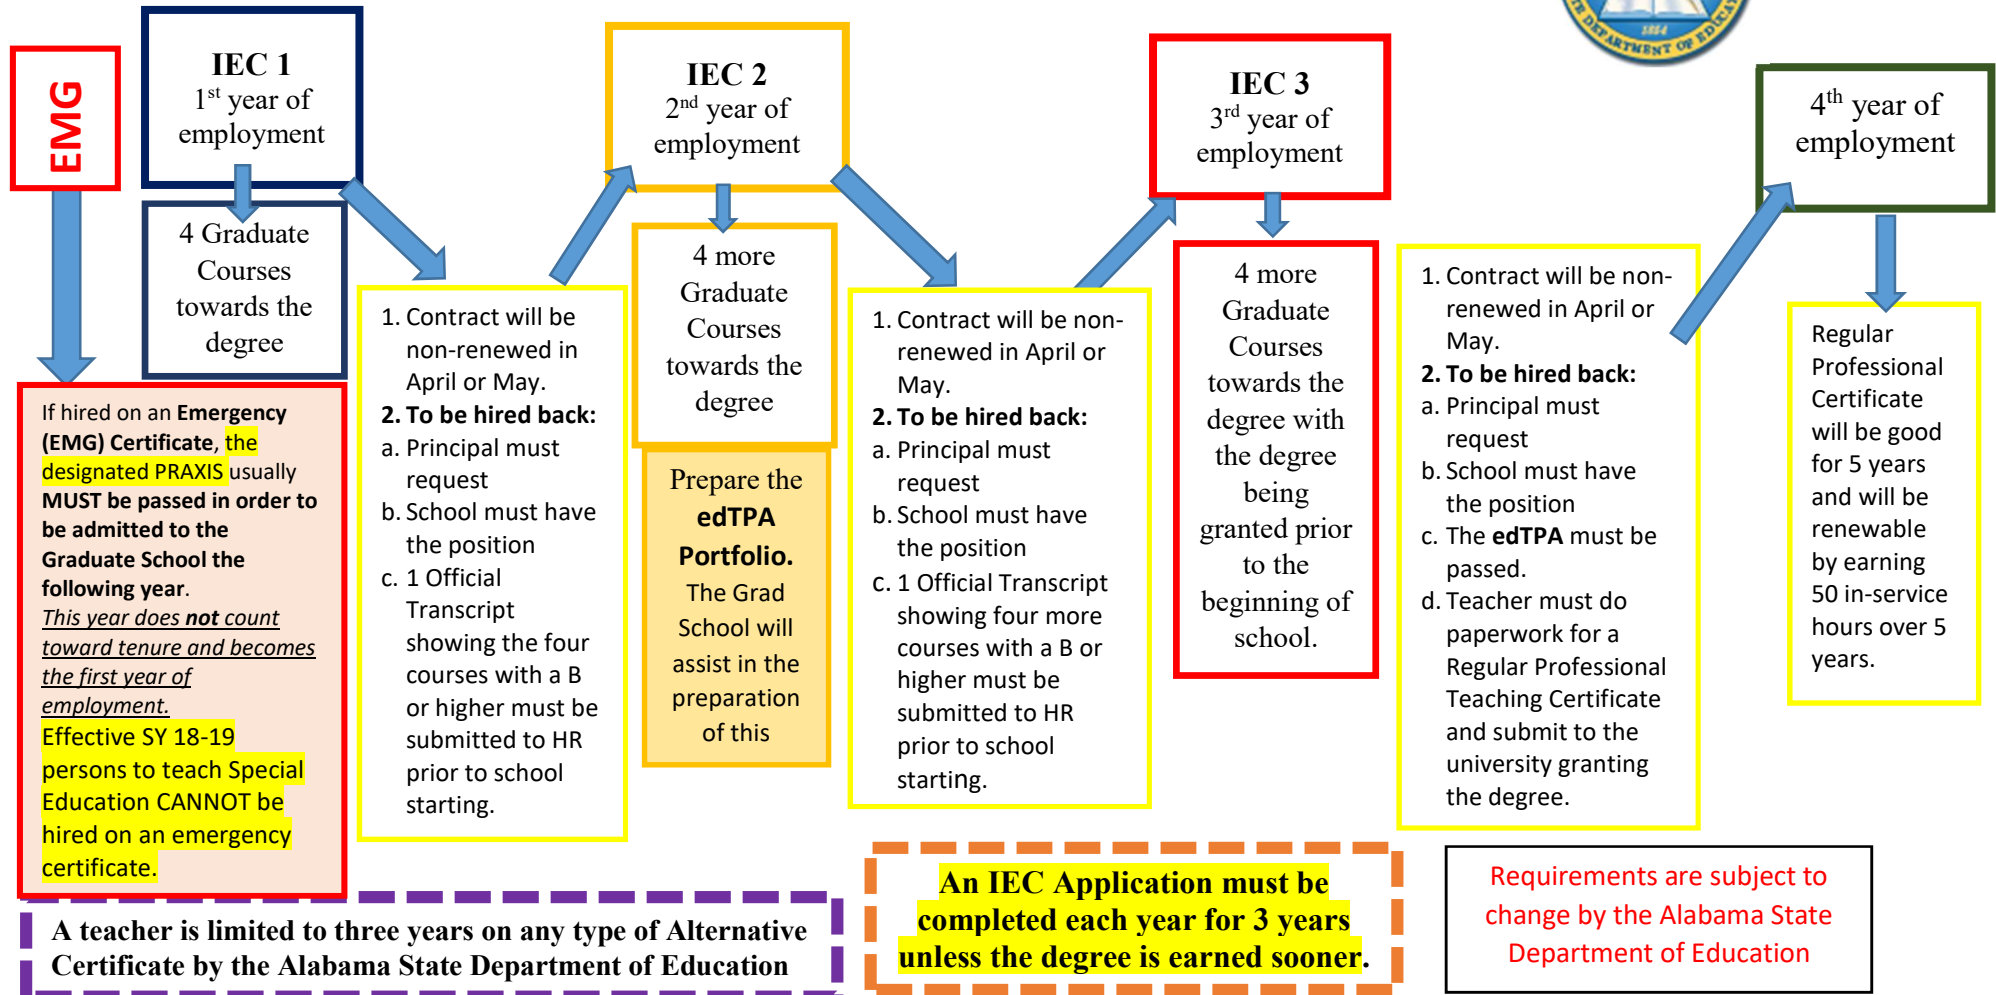 EMG
IEC 1
1st year of
employment
4 Graduate
Courses
towards the
degree
If hired on an Emergency
(EMG) Certificate, the
designated PRAXIS usually
MUST be passed in order to
be admitted to the
Graduate School the
following year.
This year does not count
toward tenure and becomes
the first year of
employment.
Effective SY 18-19
persons to teach Special
Education CANNOT be
hired on an emergency
certificate.
1. Contract will be
non-renewed in
April or May.
2. To be hired back:
a. Principal must
request
b. School must have
the position
c. 1 Official
Transcript
showing the four
courses with a B
or higher must be
submitted to HR
prior to school
starting.
IEC 2
2nd year of
employment
4 more
Graduate
Courses
towards the
degree
Prepare the
edTPA
Portfolio.
The Grad
School will
assist in the
preparation
of this
1. Contract will be non-
renewed in April or
May.
2. To be hired back:
a. Principal must
request
b. School must have
the position
c. 1 Official Transcript
showing four more
courses with a B or
higher must be
submitted to HR
prior to school
starting.
IEC 3
3rd year of
employment
4 more
Graduate
Courses
towards the
degree with
the degree
being
granted prior
to the
beginning of
school.
1. Contract will be non-
renewed in April or
May.
2. To be hired back:
a. Principal must
request
b. School must have
the position
c. The edTPA must be
passed.
d. Teacher must do
paperwork for a
Regular Professional
Teaching Certificate
and submit to the
university granting
the degree.
4th year of
employment
Regular
Professional
Certificate
will be good
for 5 years
and will be
renewable
by earning
50 in-service
hours over 5
years.
A teacher is limited to three years on any type of Alternative
Certificate by the Alabama State Department of Education
An IEC Application must be
completed each year for 3 years
unless the degree is earned sooner.
Requirements are subject to
change by the Alabama State
Department of Education
DEPARTMENT OF
1854